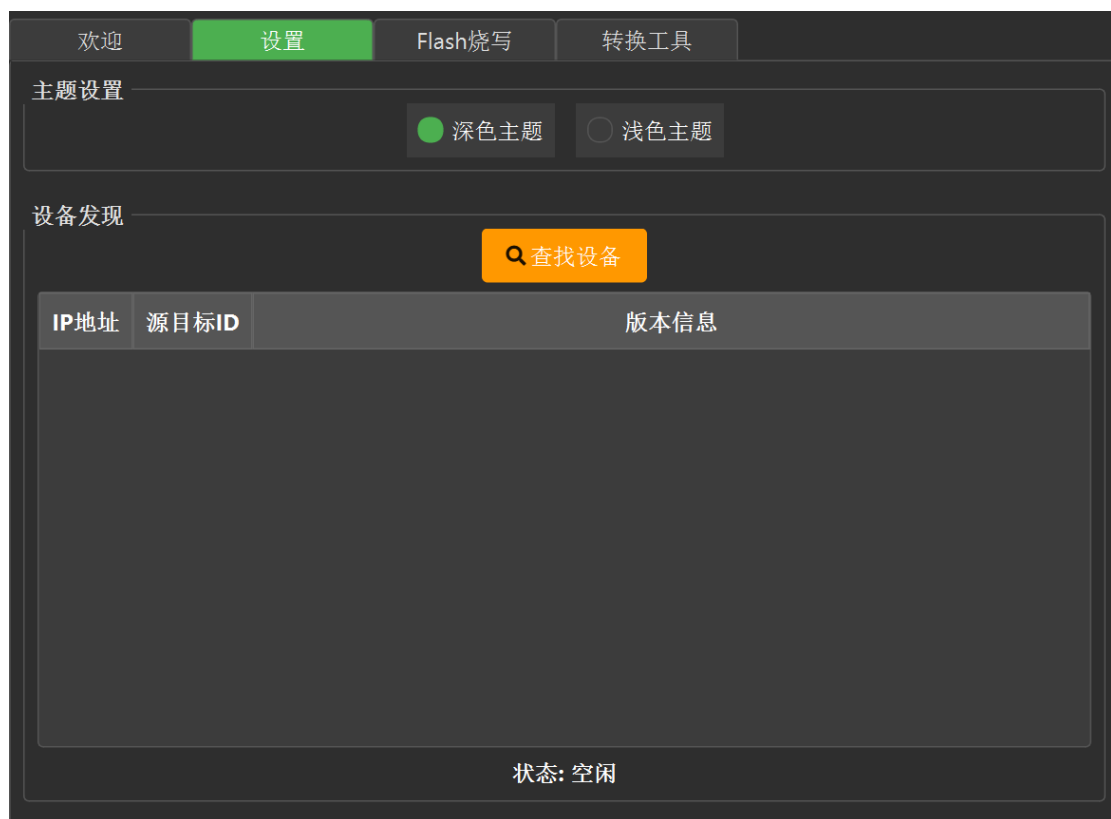 欢迎 设置 Flash烧写 转换工具
主题设置
深色主题 浅色主题
设备发现
查找设备
IP地址 源目标ID 版本信息
状态: 空闲